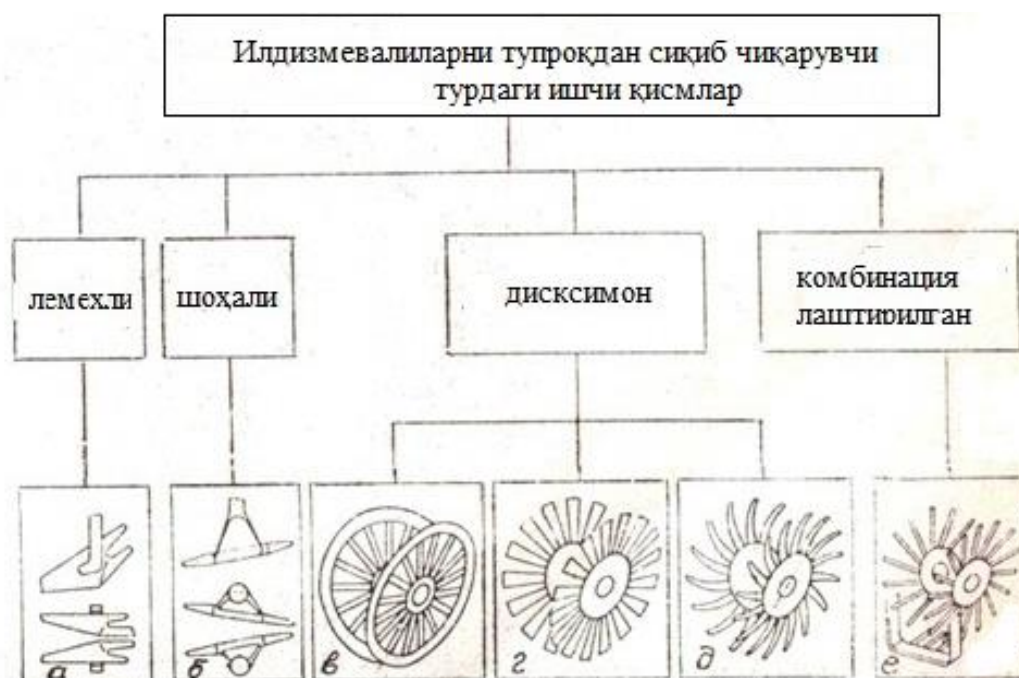 Илдизмевалиларни тупроқдан сиқиб чиқарувчи
турдаги ишчи қисмлар
лемехли
шоҳали
дисксимон
комбинация
лаштирилган
а
б
в
г
д
е